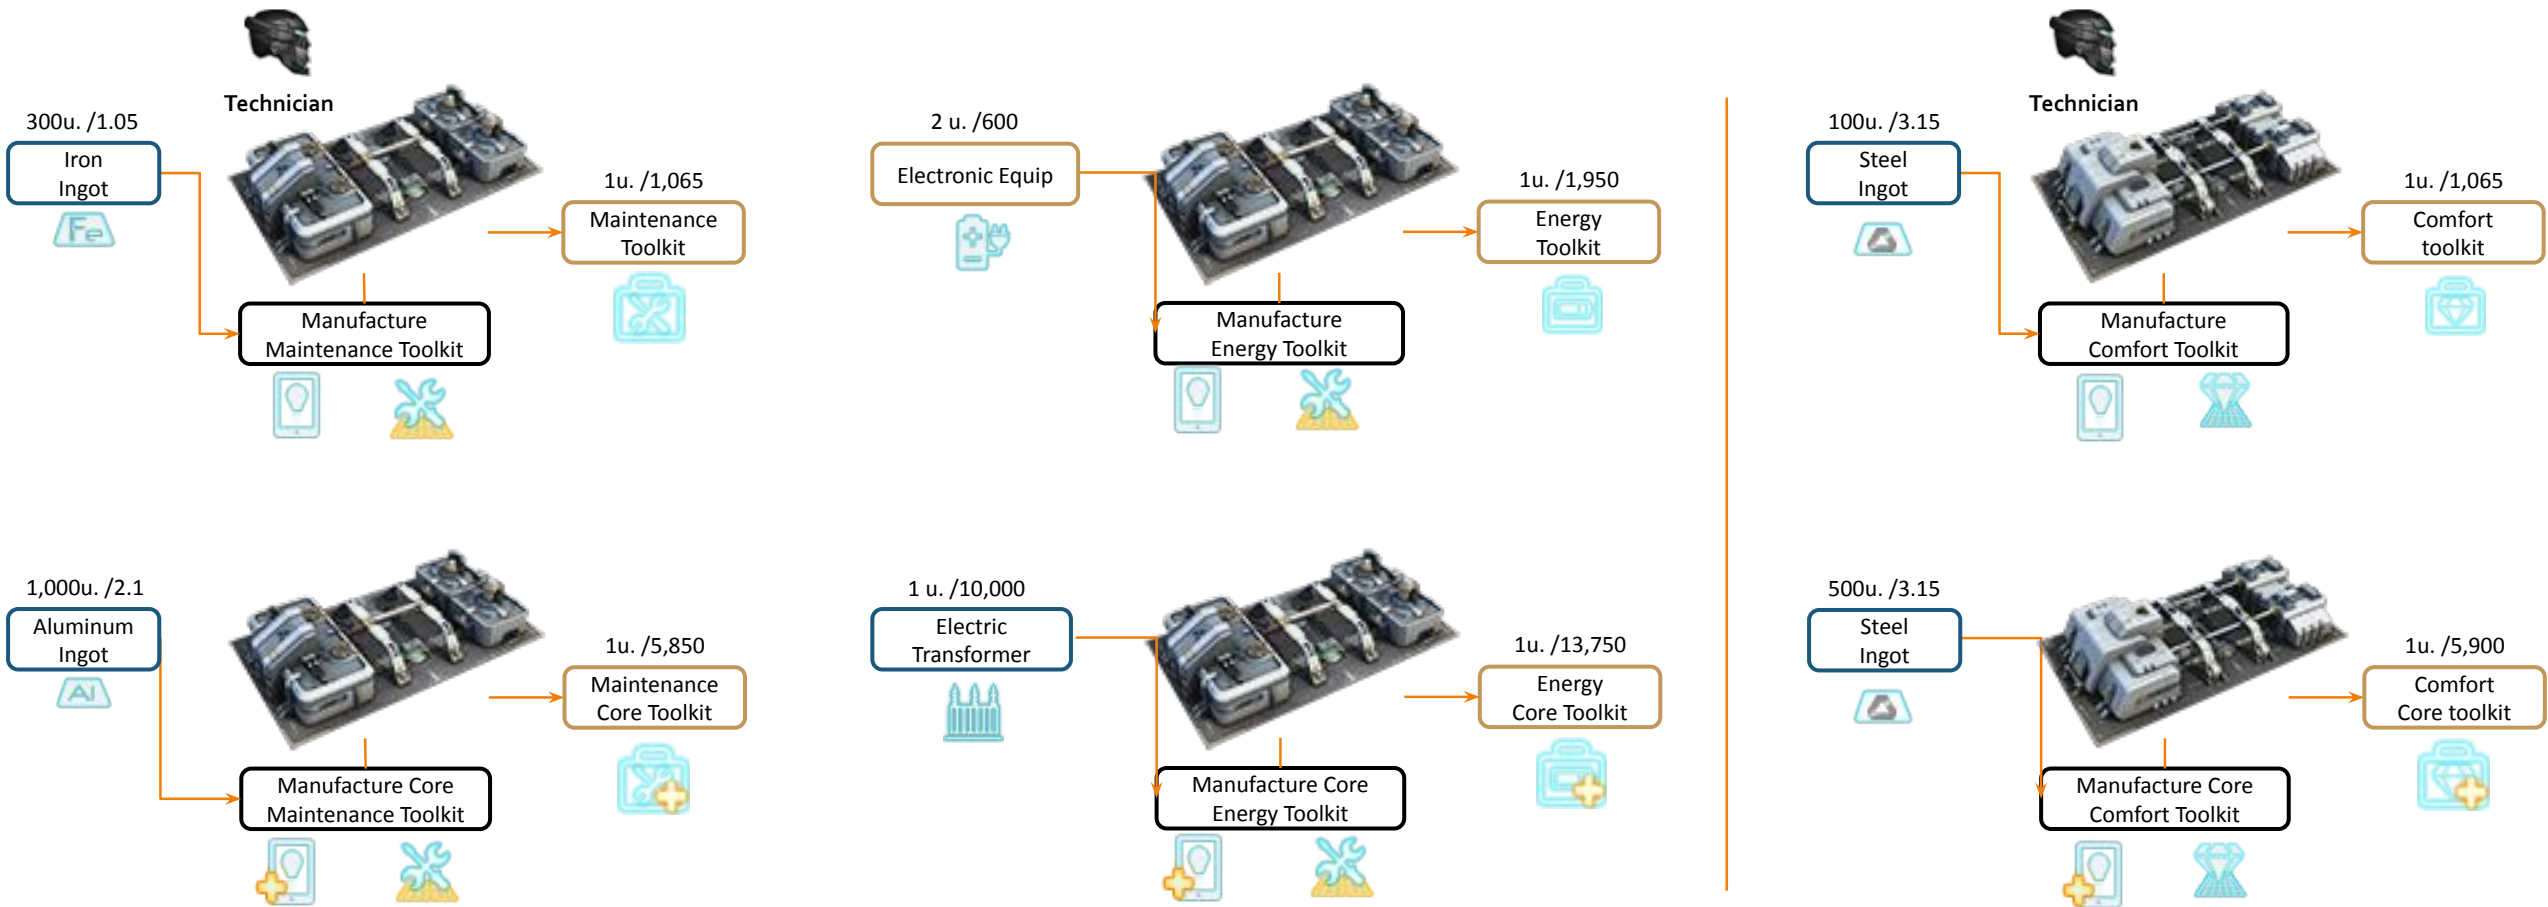 Technician
300u. /1.05
Iron
Ingot
Fe
1u. /1,065
Maintenance
Toolkit
Manufacture
Maintenance Toolkit
2 u. /600
Electronic Equip
1u. /1,950
Energy
Toolkit
Manufacture
Energy Toolkit
Technician
100u. /3.15
Steel
Ingot
1u. /1,065
Comfort
toolkit
Manufacture
Comfort Toolkit
1,000u. /2.1
Aluminum
Ingot
Al
1u. /5,850
Maintenance
Core Toolkit
Manufacture Core
Maintenance Toolkit
1 u. /10,000
Electric
Transformer
1u. /13,750
Energy
Core Toolkit
Manufacture Core
Energy Toolkit
500u. /3.15
Steel
Ingot
1u. /5,900
Comfort
Core toolkit
Manufacture Core
Comfort Toolkit